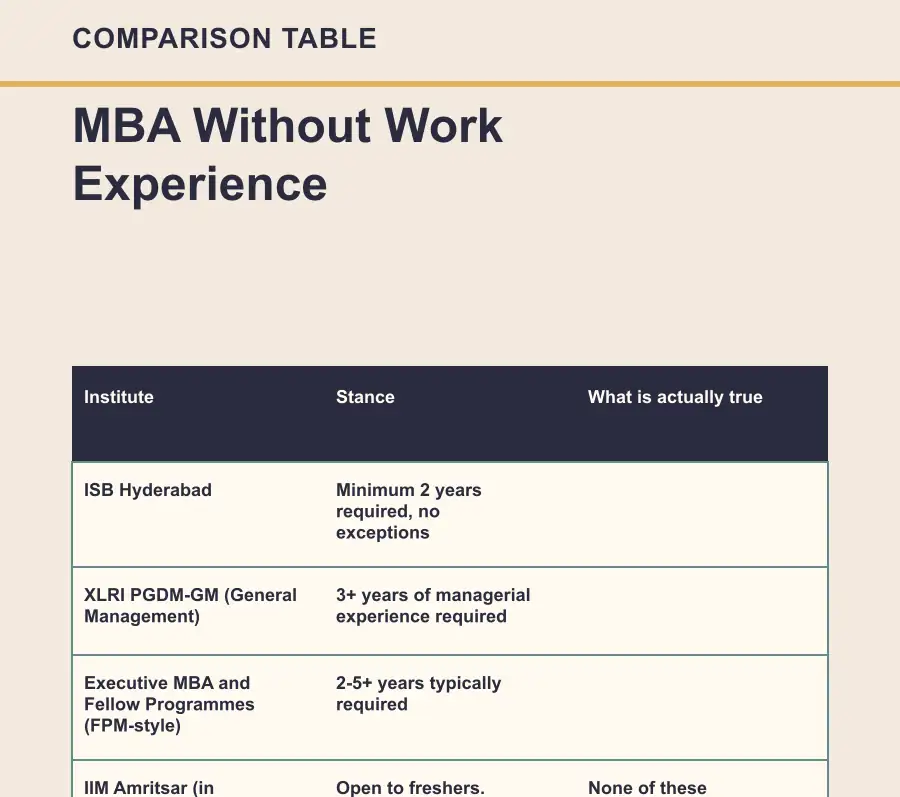 COMPARISON TABLE
MBA Without Work
Experience
Institute
Stance
What is actually true
ISB Hyderabad
Minimum 2 years
required, no
exceptions
XLRI PGDM-GM (General
Management)
3+ years of managerial
experience required
Executive MBA and
Fellow Programmes
(FPM-style)
2-5+ years typically
required
IIM Amritsar (in
Open to freshers.
None of these